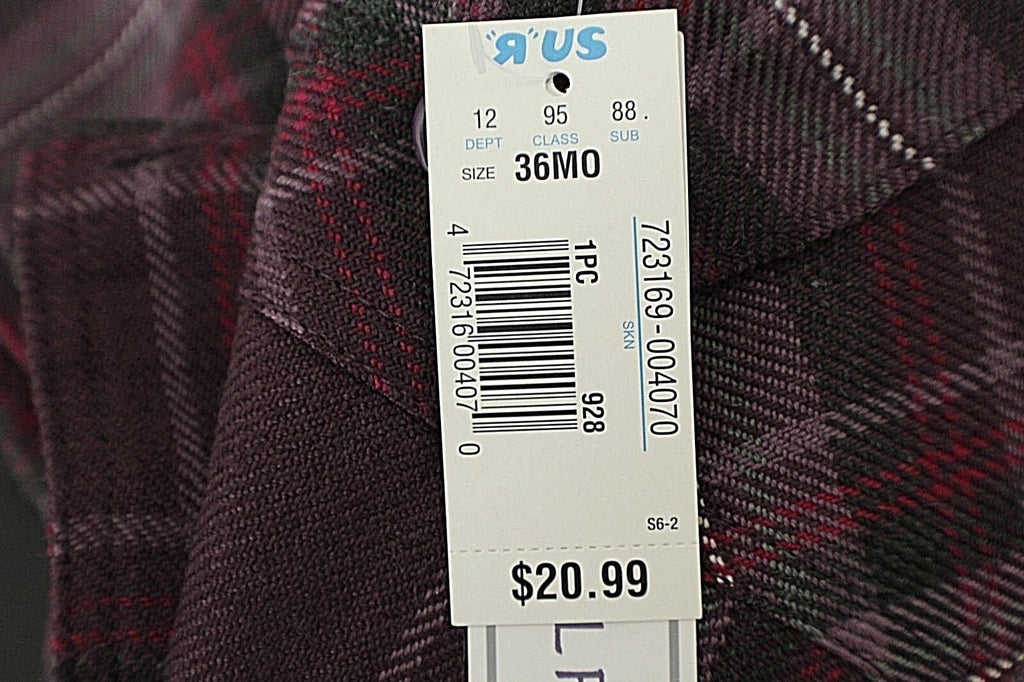 "R"US
12 95 88.
DEPT CLASS SUB
SIZE 36MO
723169-004070
SKN
1PC 928
4 72316 00407 0
S6-2
$20.99